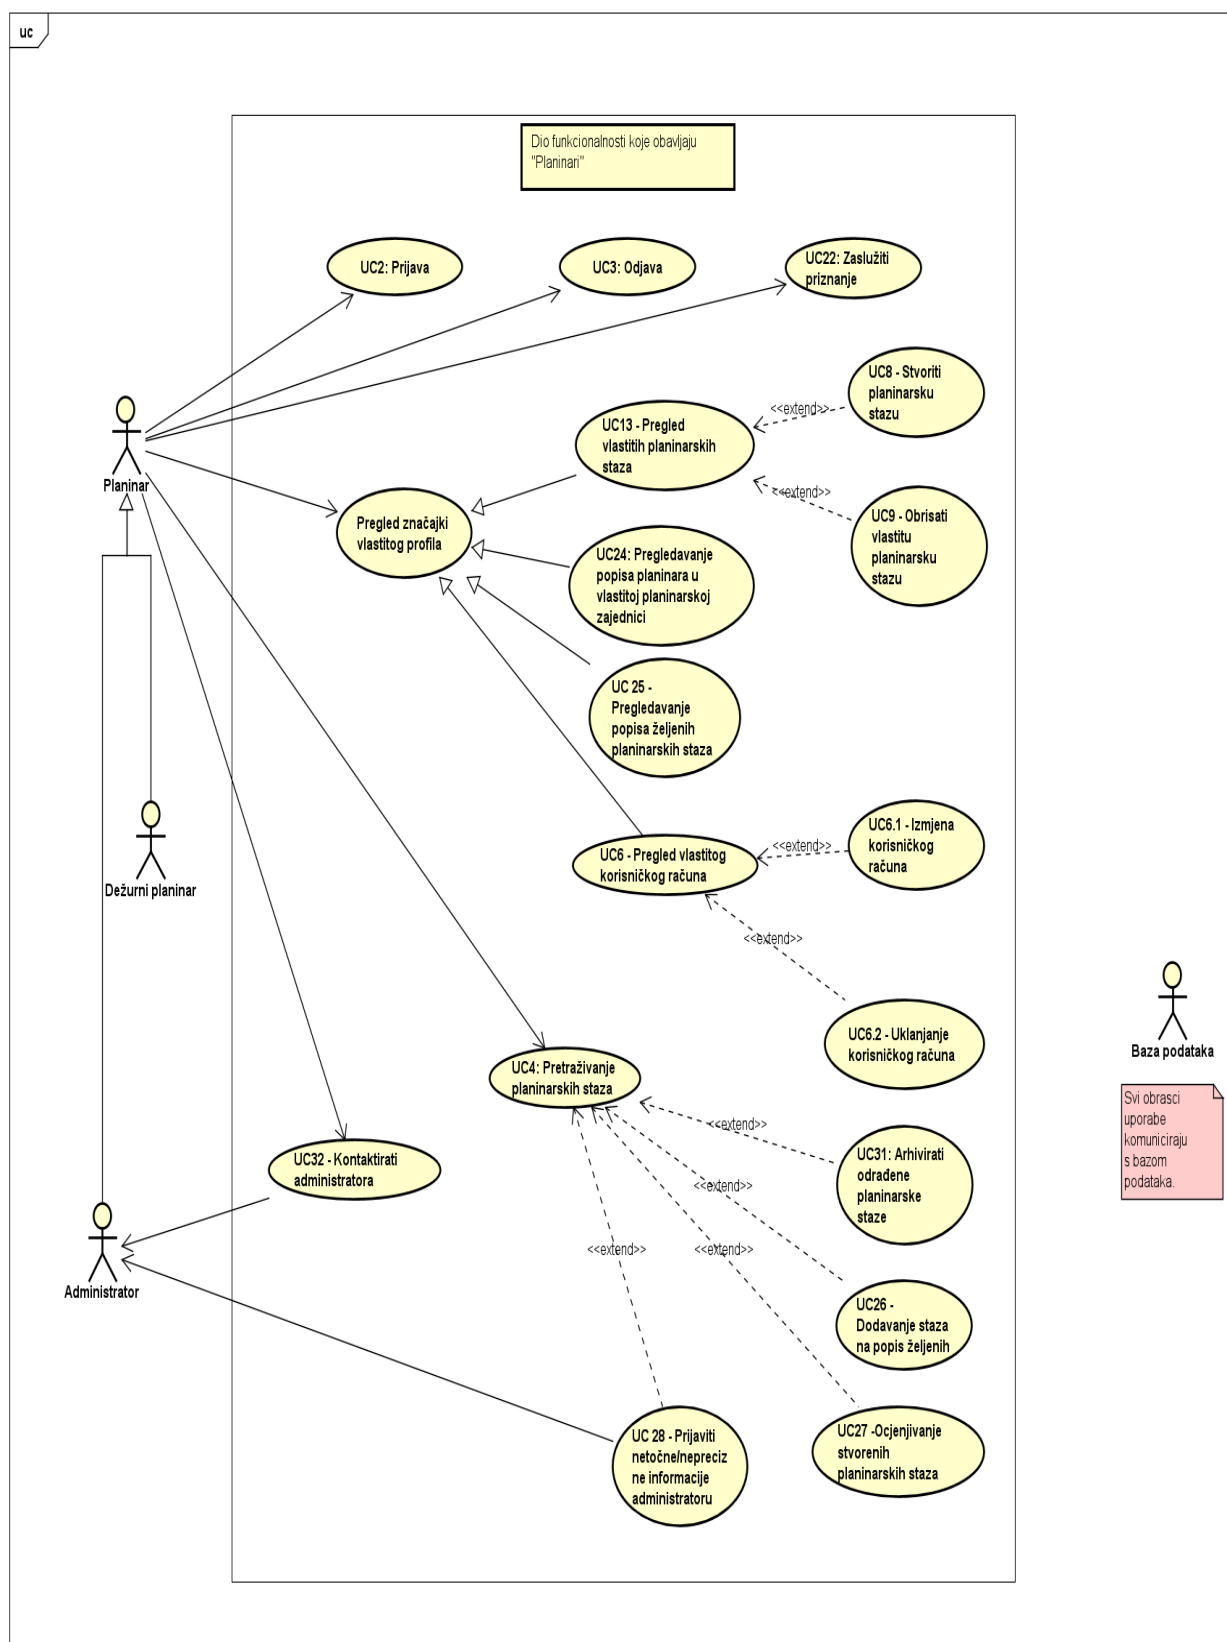 uc
Dio funkcionalnosti koje obavljaju
"Planinari"
UC2: Prijava
UC3: Odjava
UC22: Zaslužiti
priznanje
UC8 - Stvoriti
planinarsku
stazu
<<extend>>
UC13 - Pregled
vlastitih planinarskih
staza
Planinar
<<extend>>
UC9 - Obrisati
vlastitu
planinarsku
stazu
Pregled značajki
vlastitog profila
UC24: Pregledavanje
popisa planinara u
vlastitoj planinarskoj
zajednici
UC 25 -
Pregledavanje
popisa željenih
planinarskih staza
Dežurni planinar
UC6 - Pregled vlastitog
korisničkog računa
<<extend>>
UC6.1 - Izmjena
korisničkog
računa
<<extend>>
UC6.2 - Uklanjanje
korisničkog računa
Baza podataka
Svi obrasci
uporabe
komuniciraju
s bazom
podataka.
UC4: Pretraživanje
planinarskih staza
<<extend>>
UC31: Arhivirati
odrađene
planinarske
staze
UC32 - Kontaktirati
administratora
<<extend>>
<<extend>>
<<extend>>
Administrator
UC26 -
Dodavanje staza
na popis željenih
UC 28 - Prijaviti
netočne/nepreciz
ne informacije
administratoru
UC27 -Ocjenjivanje
stvorenih
planinarskih staza